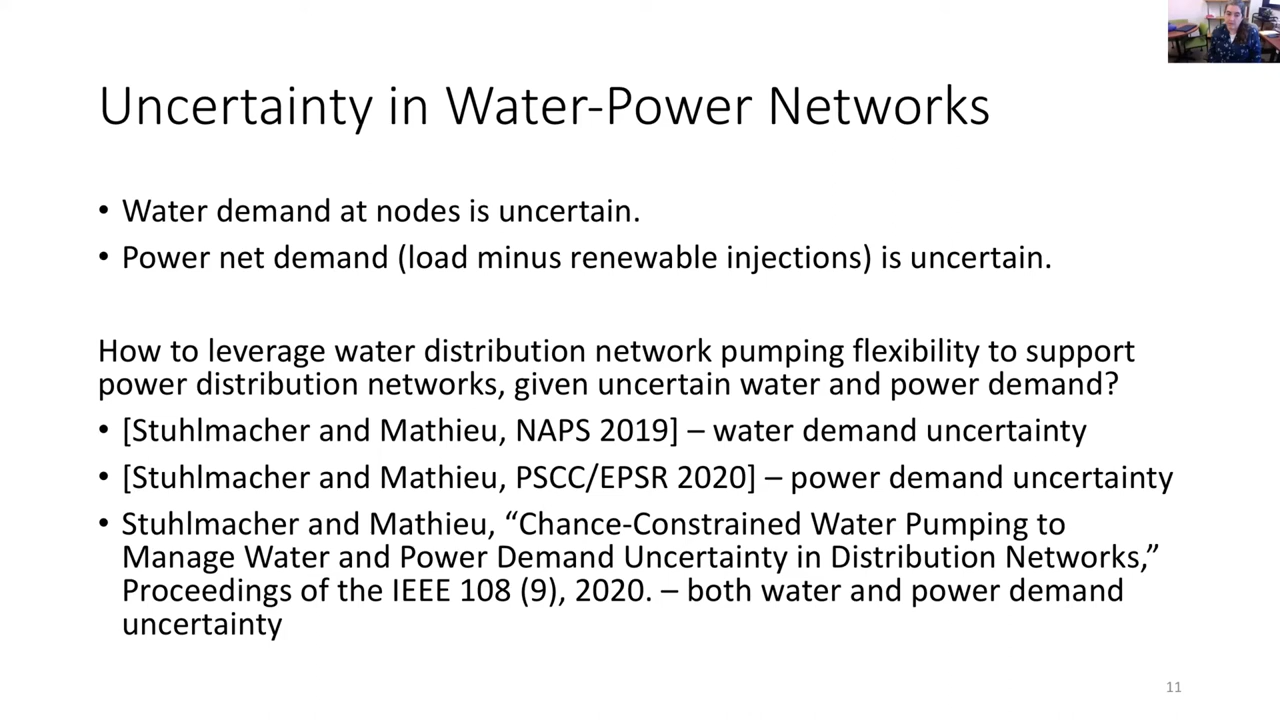 Uncertainty in Water-Power Networks
• Water demand at nodes is uncertain.
• Power net demand (load minus renewable injections) is uncertain.
How to leverage water distribution network pumping flexibility to support
power distribution networks, given uncertain water and power demand?
• [Stuhlmacher and Mathieu, NAPS 2019] – water demand uncertainty
• [Stuhlmacher and Mathieu, PSCC/EPSR 2020] – power demand uncertainty
• Stuhlmacher and Mathieu, “Chance-Constrained Water Pumping to
Manage Water and Power Demand Uncertainty in Distribution Networks,”
Proceedings of the IEEE 108 (9), 2020. – both water and power demand
uncertainty
11